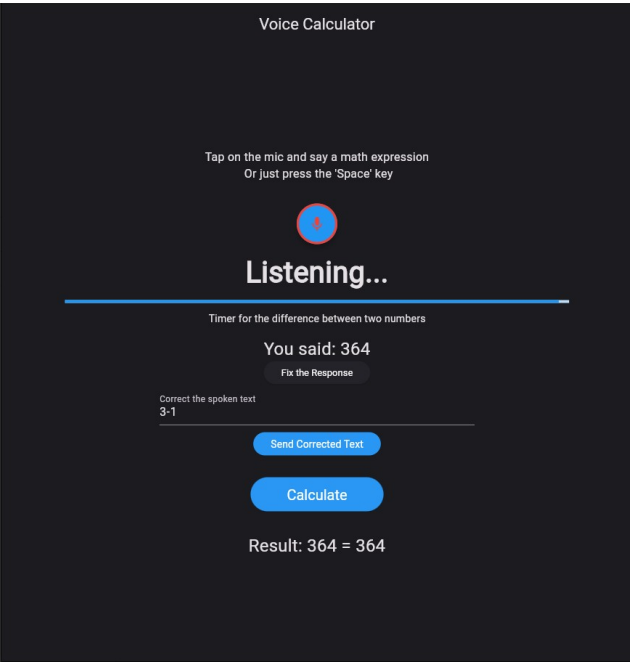 Voice Calculator
Tap on the mic and say a math expression
Or just press the 'Space' key
Listening...
Timer for the difference between two numbers
You said: 364
Fix the Response
Correct the spoken text
3-1
Send Corrected Text
Calculate
Result: 364 = 364